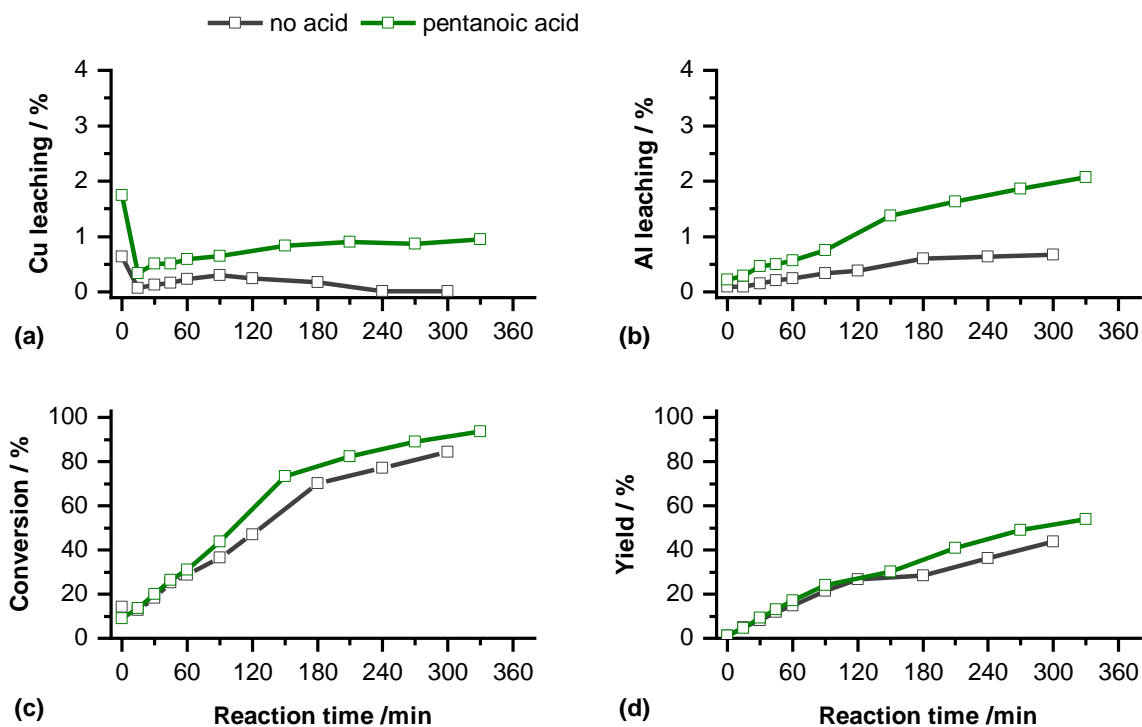 no acid pentanoic acid
Cu leaching / %
4
3
2
1
0
0 60 120 180 240 300 360
(a)
Al leaching / %
4
3
2
1
0
0 60 120 180 240 300 360
(b)
Conversion / %
100
80
60
40
20
0
0 60 120 180 240 300 360
(c)
Reaction time /min
Yield / %
100
80
60
40
20
0
0 60 120 180 240 300 360
(d)
Reaction time /min